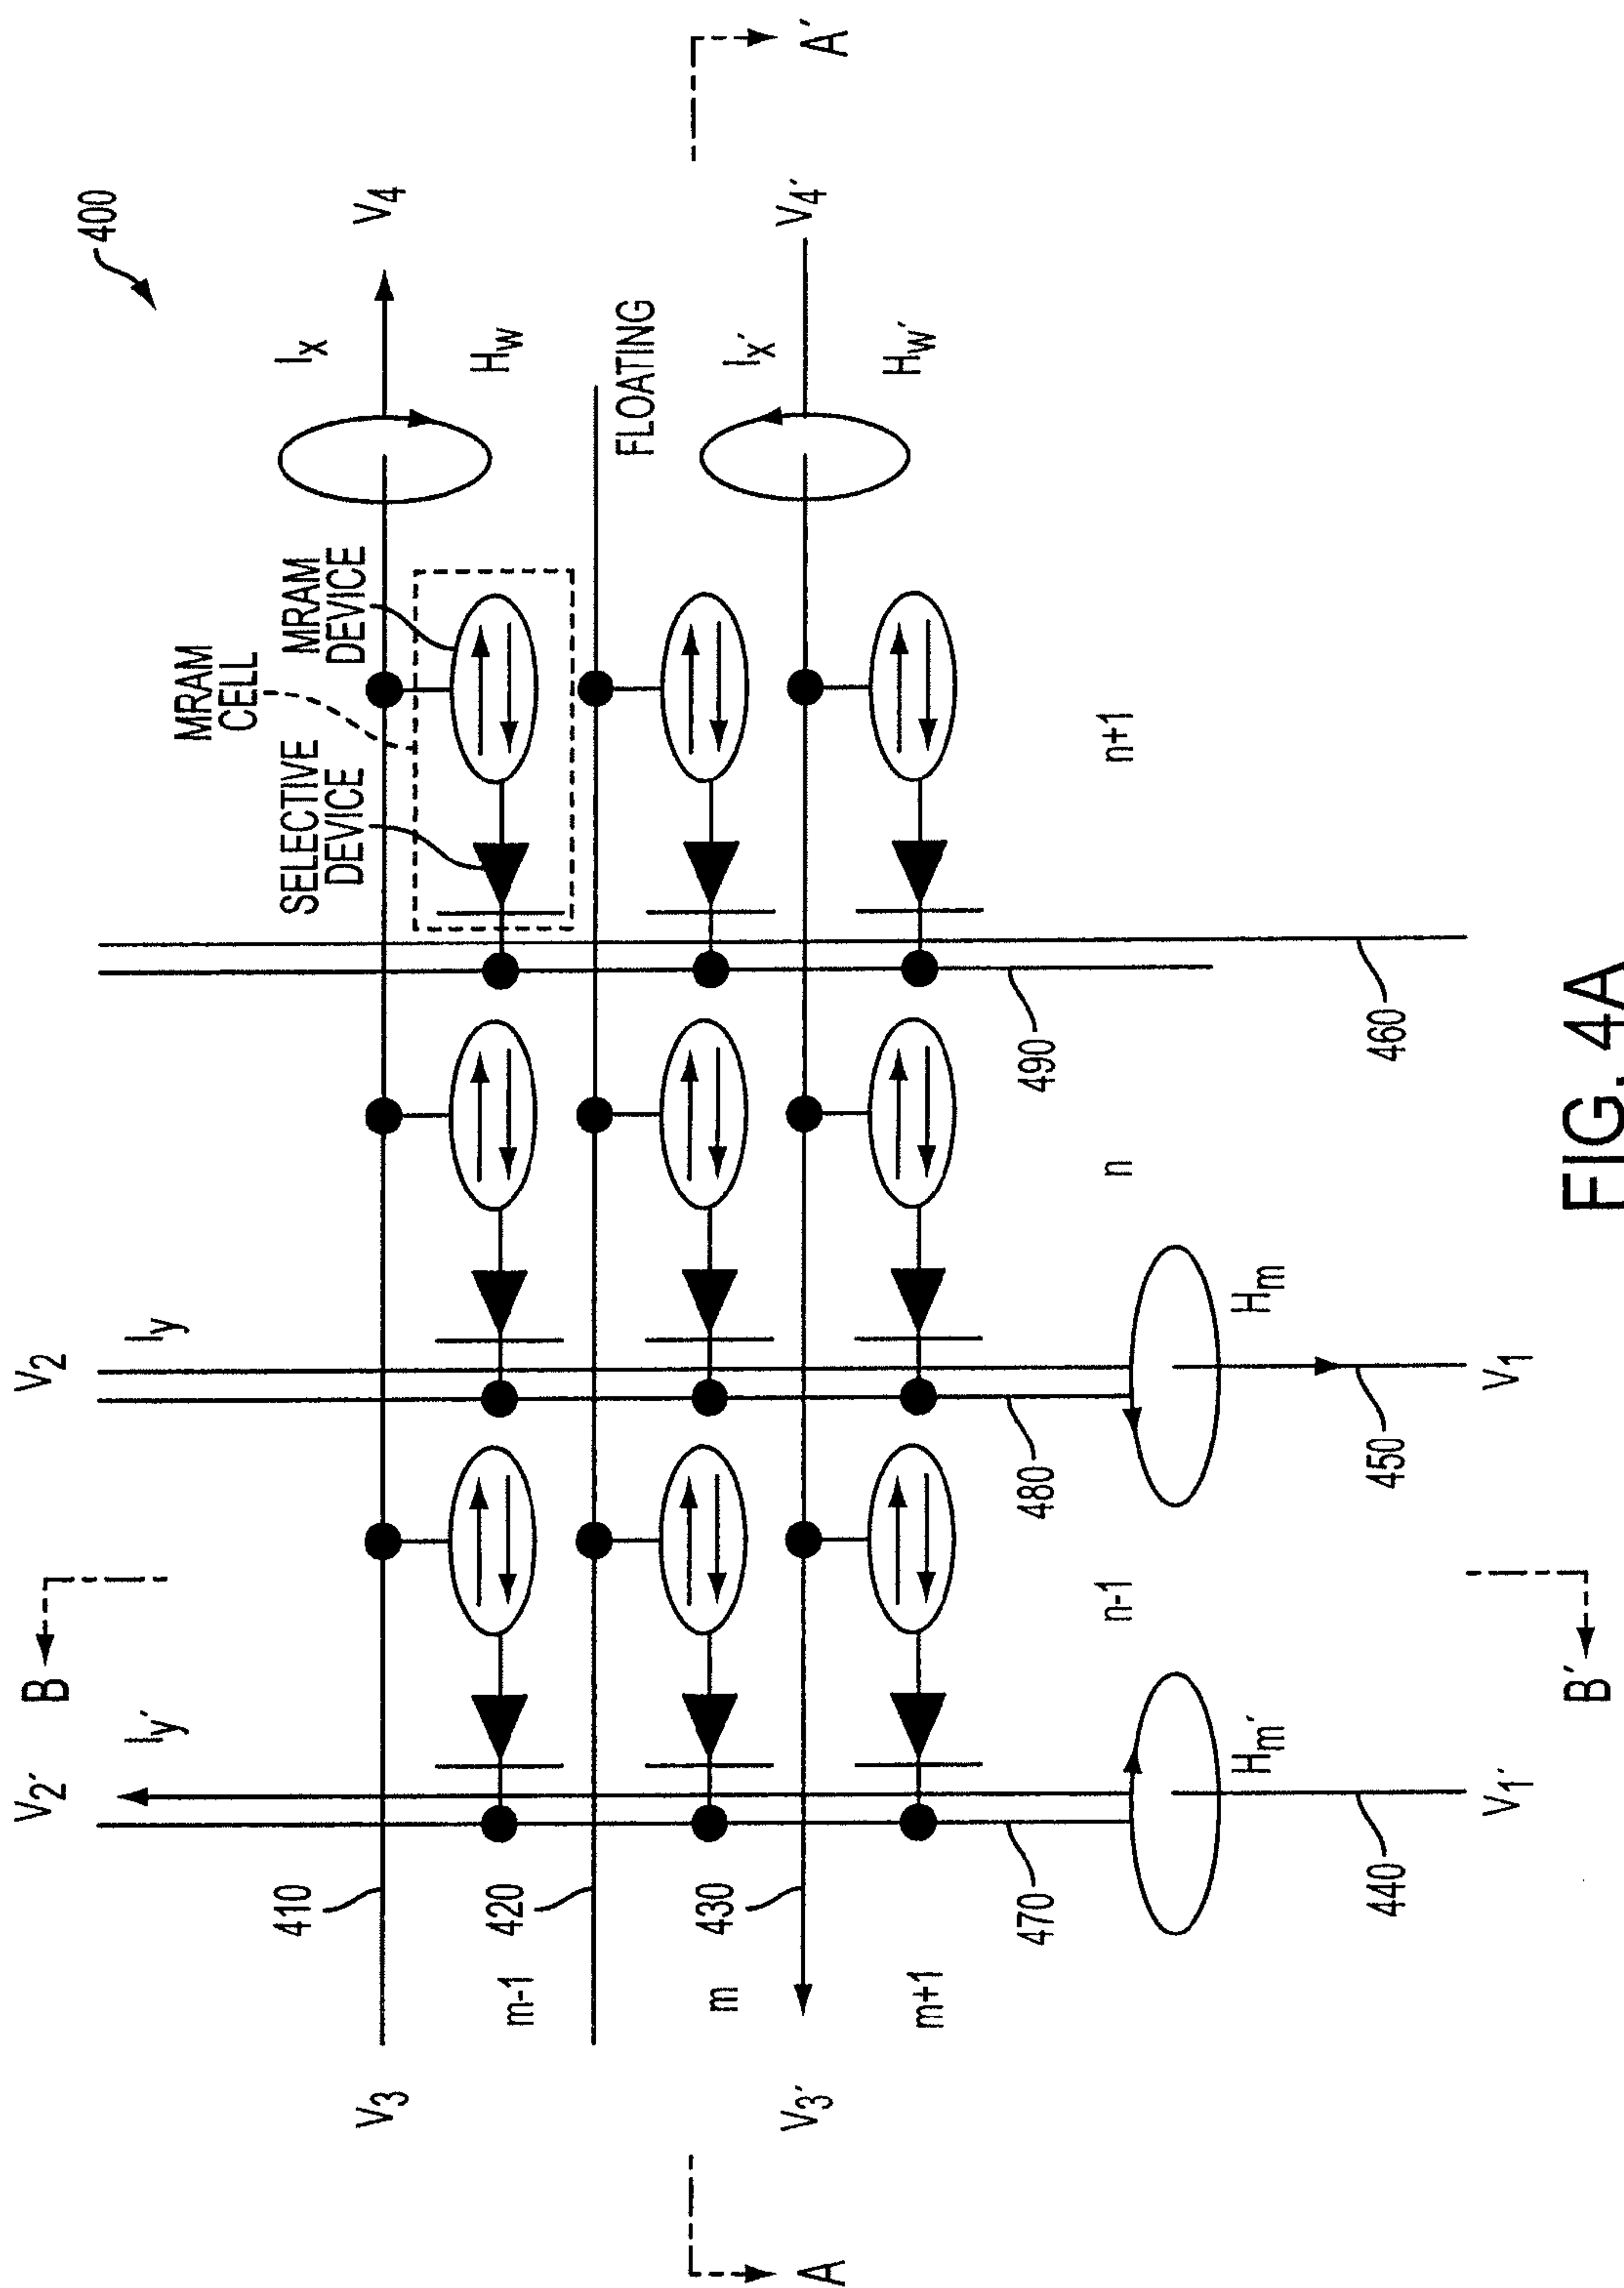 400
V2′
Iy′
B
V2
Iy
MRAM
CELL
SELECTIVE
DEVICE
MRAM
DEVICE
V3
410
Ix
V4
Hw
m-1
420
FLOATING
A
m
430
A′
V3′
Ix′
V4′
Hw′
m+1
470
480
490
n-1
n
n+1
Hm′
Hm
440
450
460
V1′
B′
V1
FIG. 4A